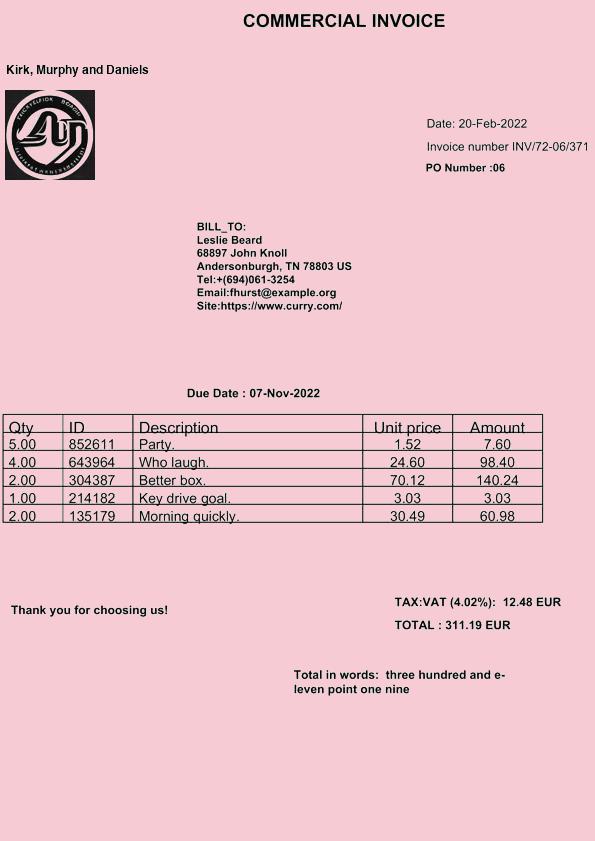 COMMERCIAL INVOICE
Kirk, Murphy and Daniels
Date: 20-Feb-2022
Invoice number INV/72-06/371
PO Number :06
BILL_TO:
Leslie Beard
68897 John Knoll
Andersonburgh, TN 78803 US
Tel:+(694)061-3254
Email:fhurst@example.org
Site:https://www.curry.com/
Due Date : 07-Nov-2022
Qty ID Description Unit price Amount
5.00 852611 Party. 1.52 7.60
4.00 643964 Who laugh. 24.60 98.40
2.00 304387 Better box. 70.12 140.24
1.00 214182 Key drive goal. 3.03 3.03
2.00 135179 Morning quickly. 30.49 60.98
TAX:VAT (4.02%): 12.48 EUR
Thank you for choosing us!
TOTAL : 311.19 EUR
Total in words: three hundred and e-
leven point one nine